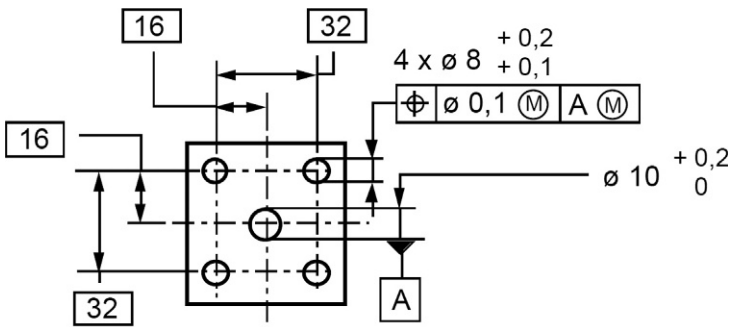 16
32
4 x ø 8 + 0,2
+ 0,1
⌖ ø 0,1 Ⓜ A Ⓜ
16
ø 10 + 0,2
0
32
A